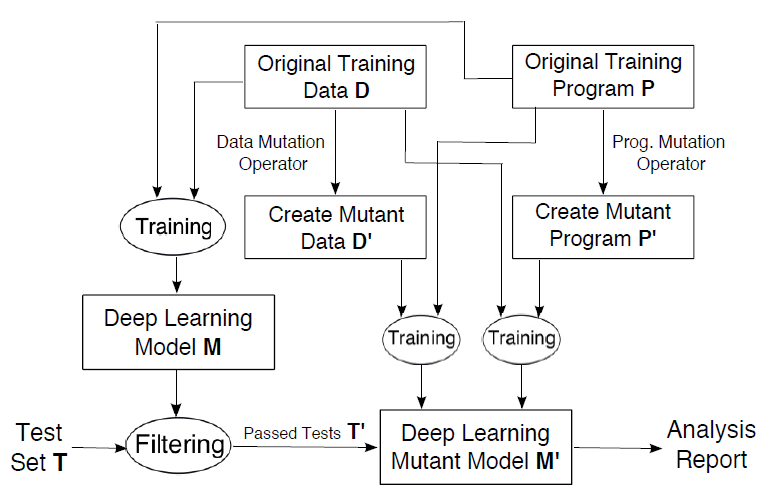 Original Training
Data D
Original Training
Program P
Data Mutation
Operator
Prog. Mutation
Operator
Training
Create Mutant
Data D'
Create Mutant
Program P'
Deep Learning
Model M
Training
Training
Test
Set T
Filtering
Passed Tests T'
Deep Learning
Mutant Model M'
Analysis
Report